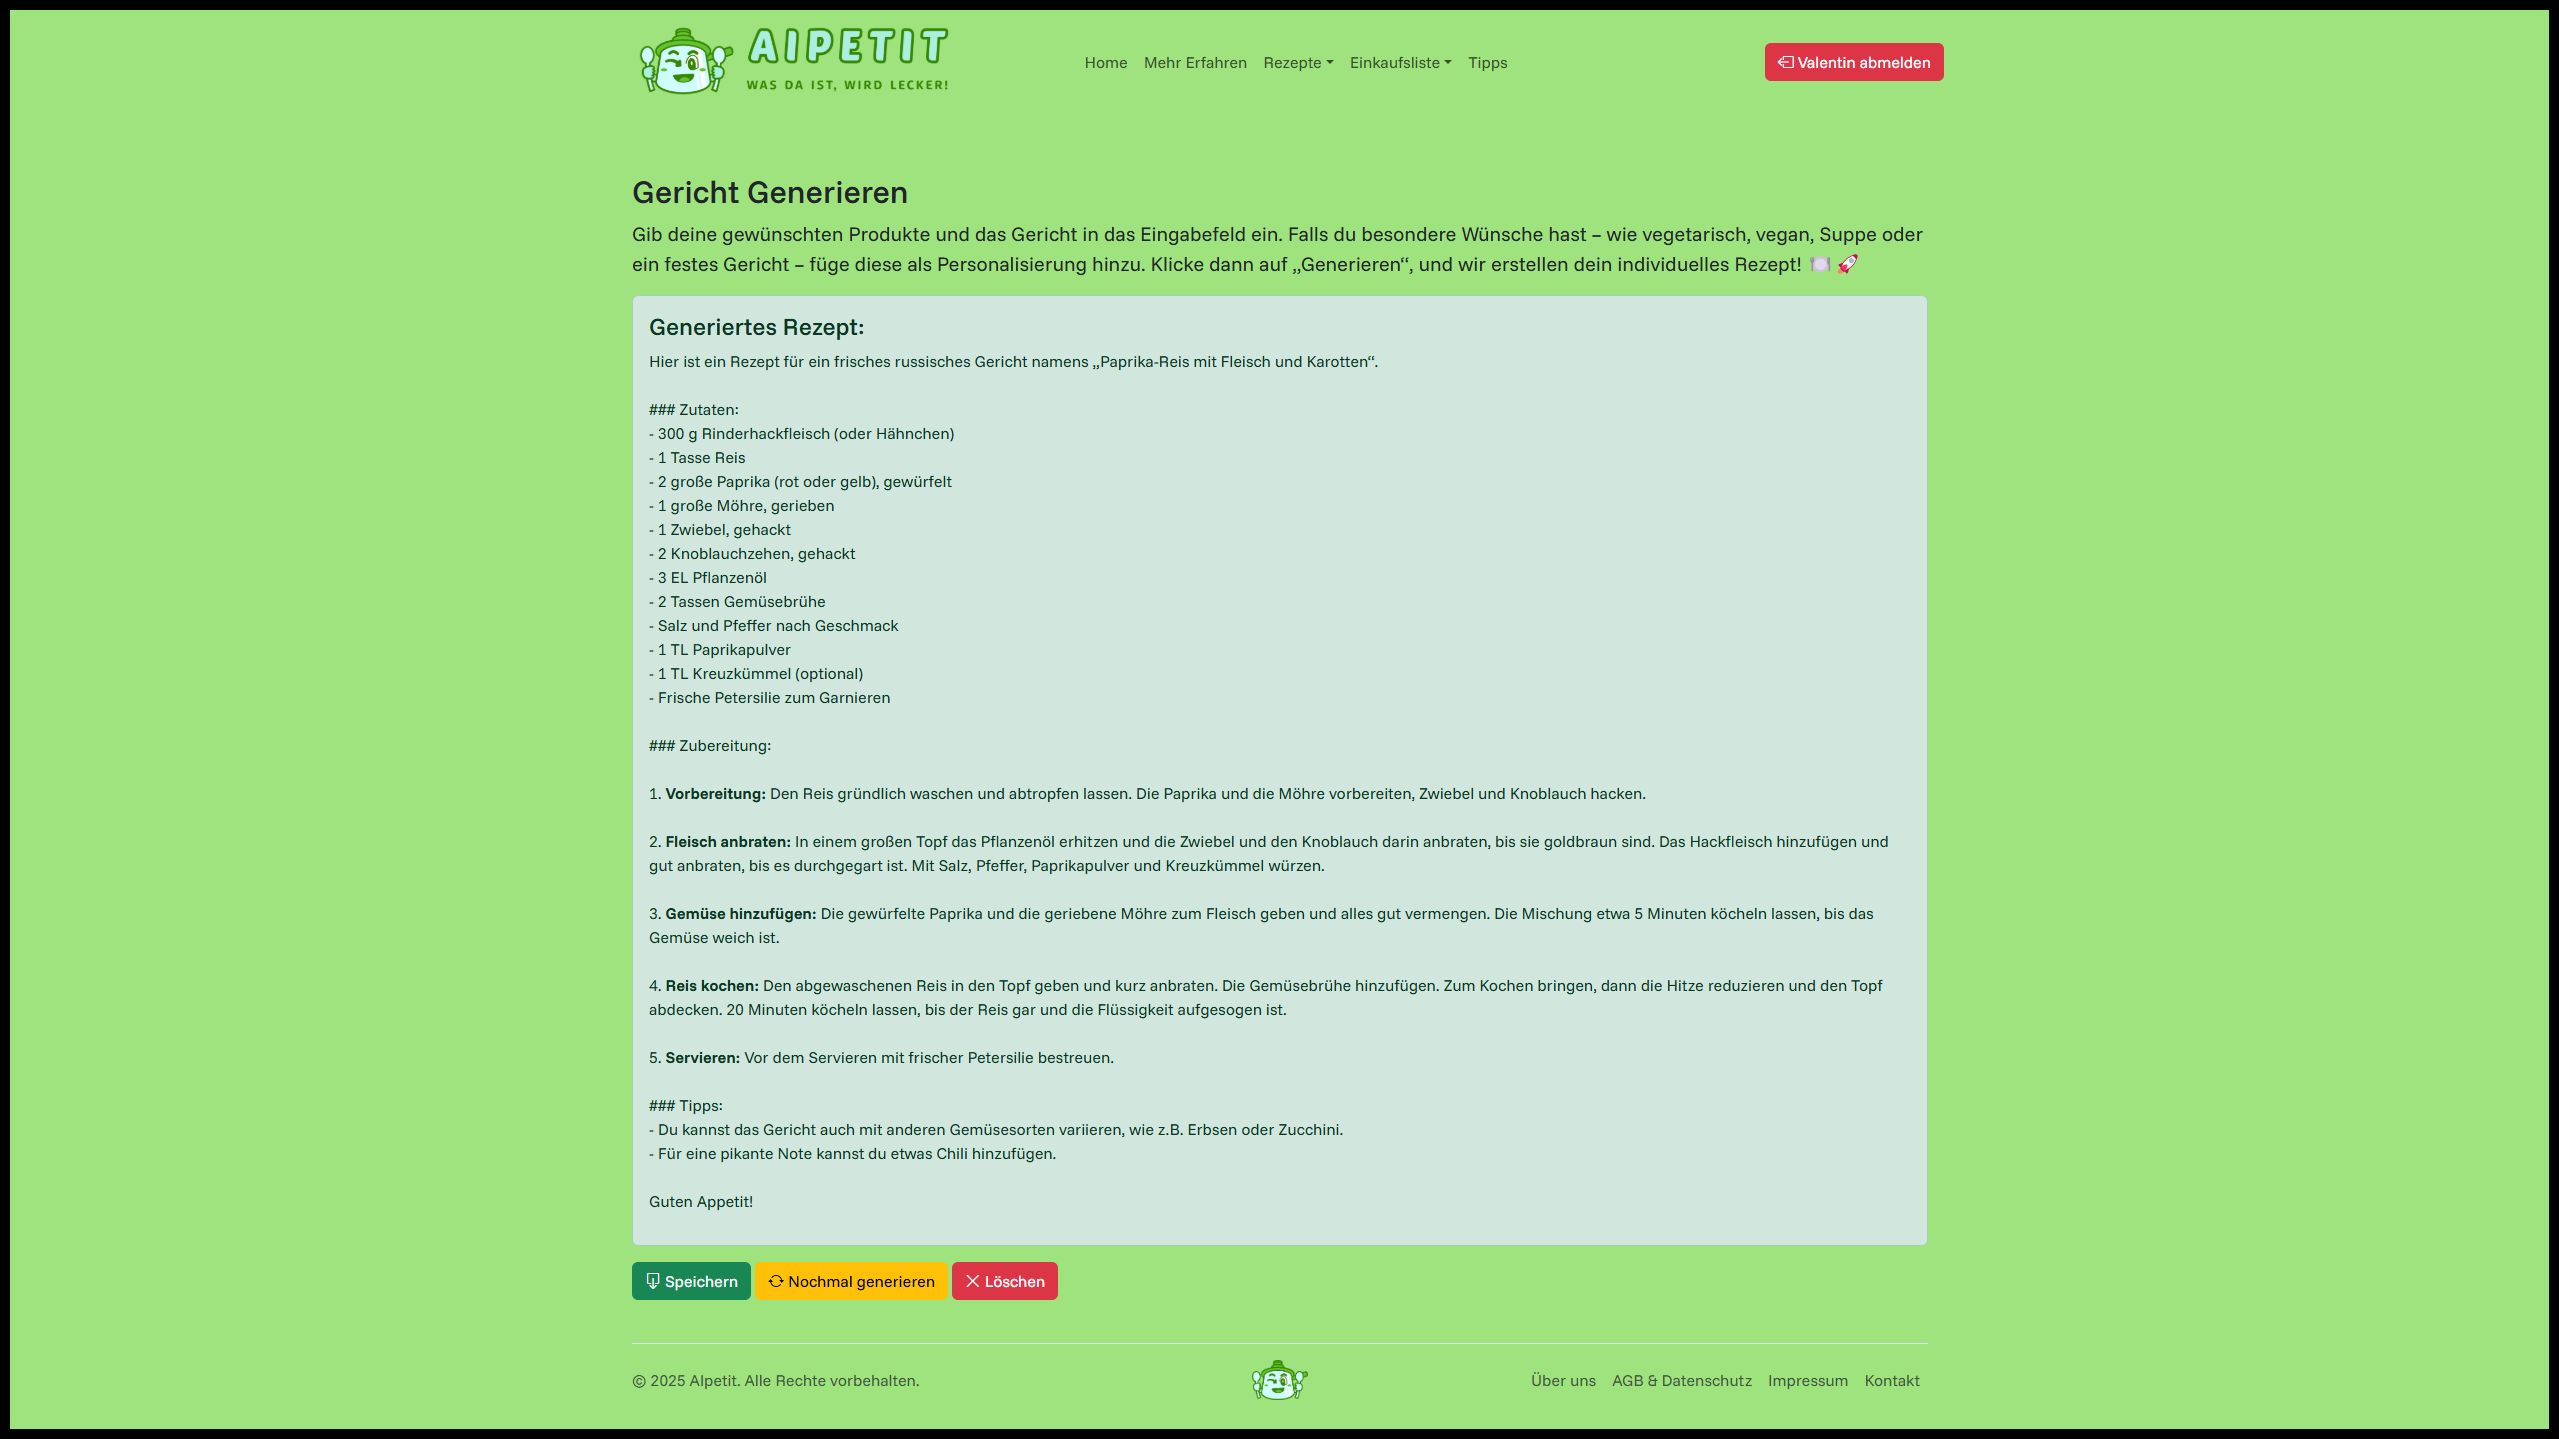 AIPETIT
WAS DA IST, WIRD LECKER!
Home Mehr Erfahren Rezepte Einkaufsliste Tipps
Valentin abmelden
Gericht Generieren
Gib deine gewünschten Produkte und das Gericht in das Eingabefeld ein. Falls du besondere Wünsche hast – wie vegetarisch, vegan, Suppe oder
ein festes Gericht – füge diese als Personalisierung hinzu. Klicke dann auf „Generieren“, und wir erstellen dein individuelles Rezept! 🍽️ 🚀
Generiertes Rezept:
Hier ist ein Rezept für ein frisches russisches Gericht namens „Paprika-Reis mit Fleisch und Karotten“.
### Zutaten:
- 300 g Rinderhackfleisch (oder Hähnchen)
- 1 Tasse Reis
- 2 große Paprika (rot oder gelb), gewürfelt
- 1 große Möhre, gerieben
- 1 Zwiebel, gehackt
- 2 Knoblauchzehen, gehackt
- 3 EL Pflanzenöl
- 2 Tassen Gemüsebrühe
- Salz und Pfeffer nach Geschmack
- 1 TL Paprikapulver
- 1 TL Kreuzkümmel (optional)
- Frische Petersilie zum Garnieren
### Zubereitung:
1. Vorbereitung: Den Reis gründlich waschen und abtropfen lassen. Die Paprika und die Möhre vorbereiten, Zwiebel und Knoblauch hacken.
2. Fleisch anbraten: In einem großen Topf das Pflanzenöl erhitzen und die Zwiebel und den Knoblauch darin anbraten, bis sie goldbraun sind. Das Hackfleisch hinzufügen und
gut anbraten, bis es durchgegart ist. Mit Salz, Pfeffer, Paprikapulver und Kreuzkümmel würzen.
3. Gemüse hinzufügen: Die gewürfelte Paprika und die geriebene Möhre zum Fleisch geben und alles gut vermengen. Die Mischung etwa 5 Minuten köcheln lassen, bis das
Gemüse weich ist.
4. Reis kochen: Den abgewaschenen Reis in den Topf geben und kurz anbraten. Die Gemüsebrühe hinzufügen. Zum Kochen bringen, dann die Hitze reduzieren und den Topf
abdecken. 20 Minuten köcheln lassen, bis der Reis gar und die Flüssigkeit aufgesogen ist.
5. Servieren: Vor dem Servieren mit frischer Petersilie bestreuen.
### Tipps:
- Du kannst das Gericht auch mit anderen Gemüsesorten variieren, wie z.B. Erbsen oder Zucchini.
- Für eine pikante Note kannst du etwas Chili hinzufügen.
Guten Appetit!
Speichern Nochmal generieren Löschen
© 2025 AIpetit. Alle Rechte vorbehalten.
Über uns AGB & Datenschutz Impressum Kontakt